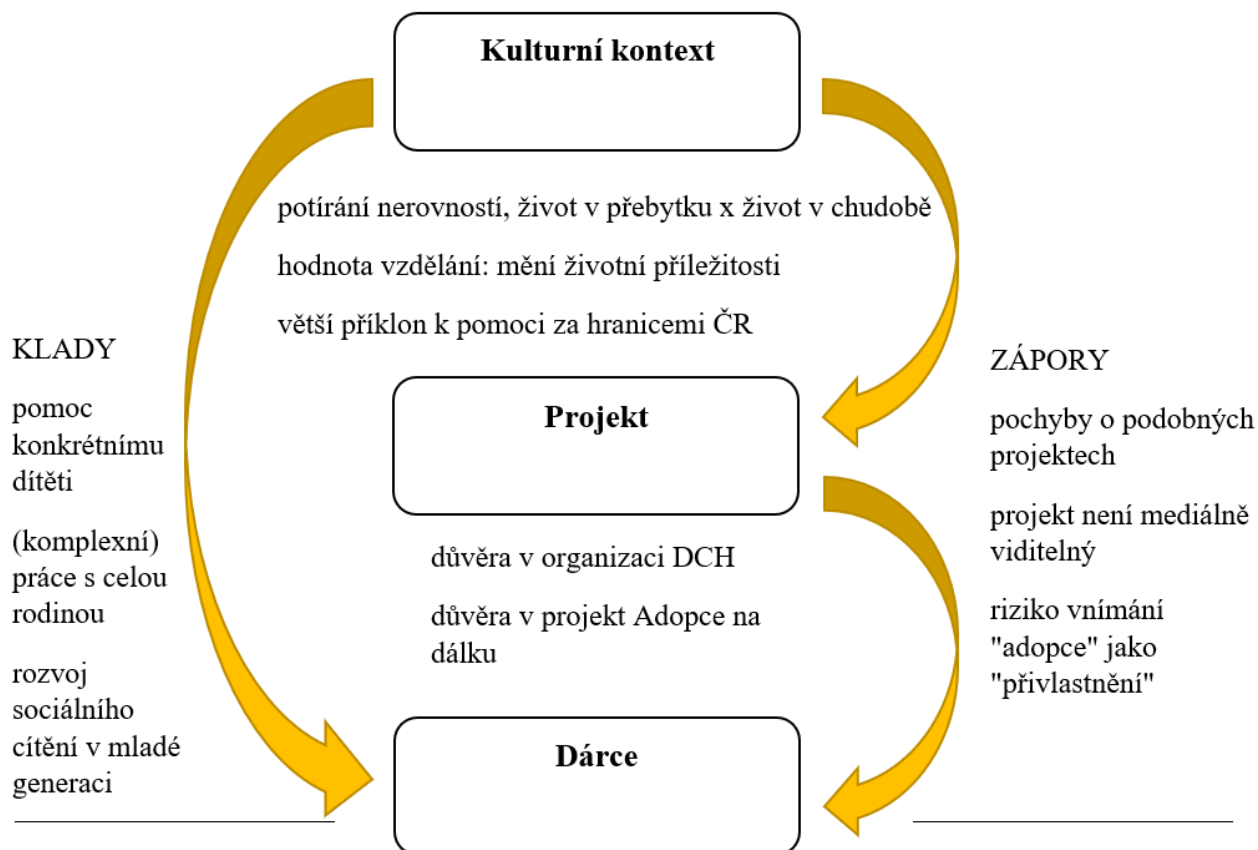 Kulturní kontext
potírání nerovností, život v přebytku x život v chudobě
hodnota vzdělání: mění životní příležitosti
větší příklon k pomoci za hranicemi ČR
KLADY
pomoc
konkrétnímu
dítěti
(komplexní)
práce s celou
rodinou
rozvoj
sociálního
cítění v mladé
generaci
Projekt
důvěra v organizaci DCH
důvěra v projekt Adopce na
dálku
ZÁPORY
pochyby o podobných
projektech
projekt není mediálně
viditelný
riziko vnímání
"adopce" jako
"přivlastnění"
Dárce